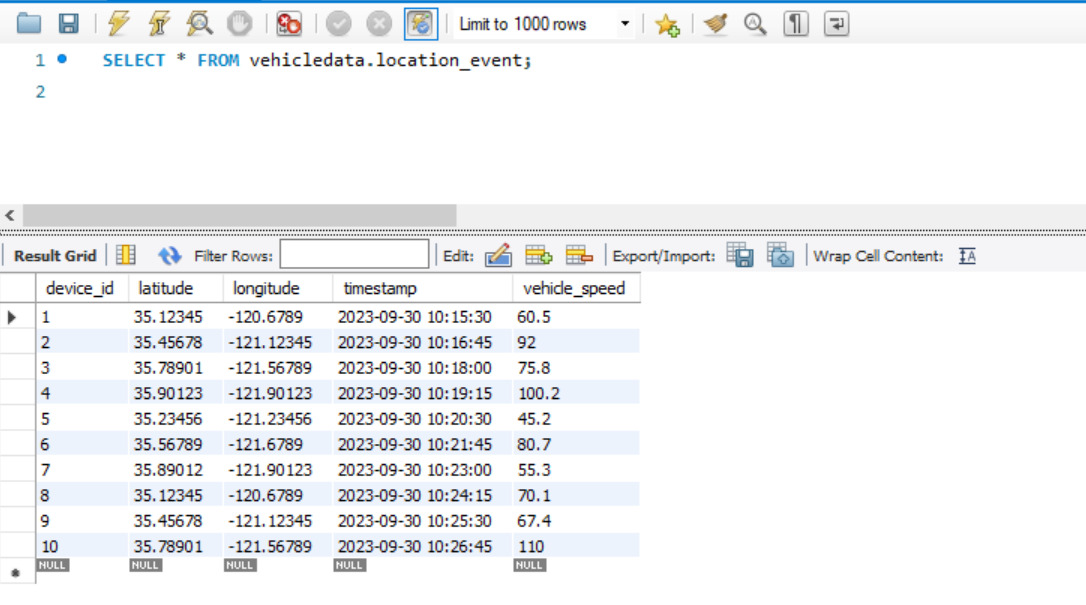 Limit to 1000 rows
1 SELECT * FROM vehicledata.location_event;
2
Result Grid Filter Rows: Edit: Export/Import: Wrap Cell Content:
device_id latitude longitude timestamp vehicle_speed
1 35.12345 -120.6789 2023-09-30 10:15:30 60.5
2 35.45678 -121.12345 2023-09-30 10:16:45 92
3 35.78901 -121.56789 2023-09-30 10:18:00 75.8
4 35.90123 -121.90123 2023-09-30 10:19:15 100.2
5 35.23456 -121.23456 2023-09-30 10:20:30 45.2
6 35.56789 -121.6789 2023-09-30 10:21:45 80.7
7 35.89012 -121.90123 2023-09-30 10:23:00 55.3
8 35.12345 -120.6789 2023-09-30 10:24:15 70.1
9 35.45678 -121.12345 2023-09-30 10:25:30 67.4
10 35.78901 -121.56789 2023-09-30 10:26:45 110
NULL NULL NULL NULL NULL